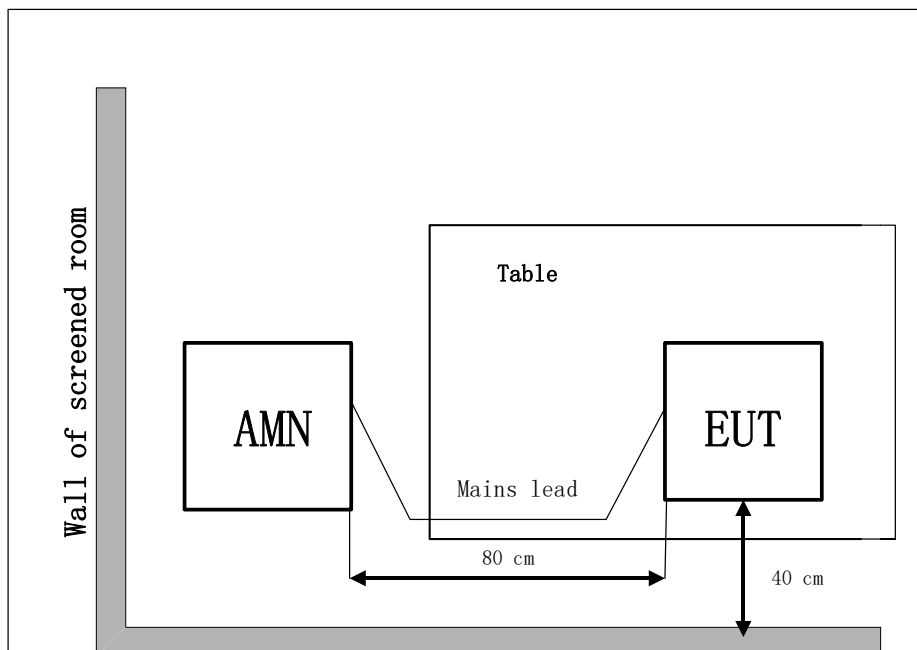 Wall of screened room
Table
AMN
EUT
Mains lead
80 cm
40 cm